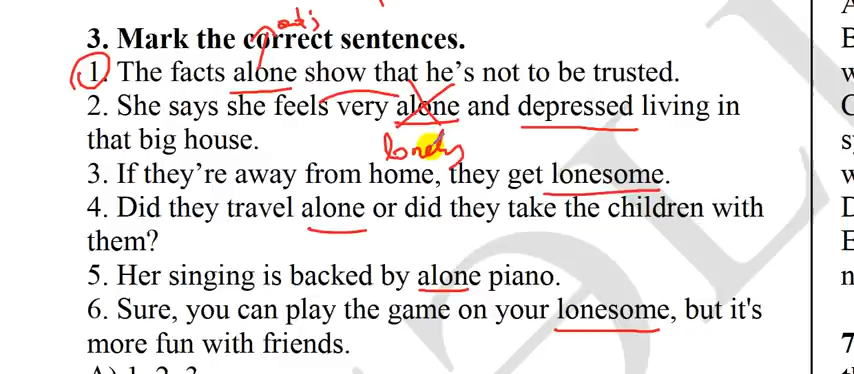 adj
3. Mark the correct sentences.
1. The facts alone show that he's not to be trusted.
2. She says she feels very alone and depressed living in
that big house.
lonely
3. If they're away from home, they get lonesome.
4. Did they travel alone or did they take the children with
them?
5. Her singing is backed by alone piano.
6. Sure, you can play the game on your lonesome, but it's
more fun with friends.
7